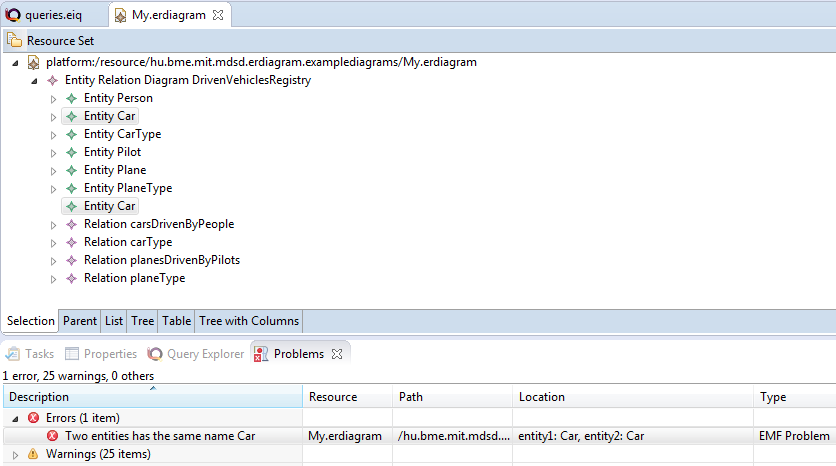 queries.eiq My.erdiagram
Resource Set
platform:/resource/hu.bme.mit.mdsd.erdiagram.examplediagrams/My.erdiagram
Entity Relation Diagram DrivenVehiclesRegistry
Entity Person
Entity Car
Entity CarType
Entity Pilot
Entity Plane
Entity PlaneType
Entity Car
Relation carsDrivenByPeople
Relation carType
Relation planesDrivenByPilots
Relation planeType
Selection Parent List Tree Table Tree with Columns
Tasks Properties Query Explorer Problems
1 error, 25 warnings, 0 others
Description Resource Path Location Type
Errors (1 item)
Two entities has the same name Car My.erdiagram /hu.bme.mit.mdsd.... entity1: Car, entity2: Car EMF Problem
Warnings (25 items)